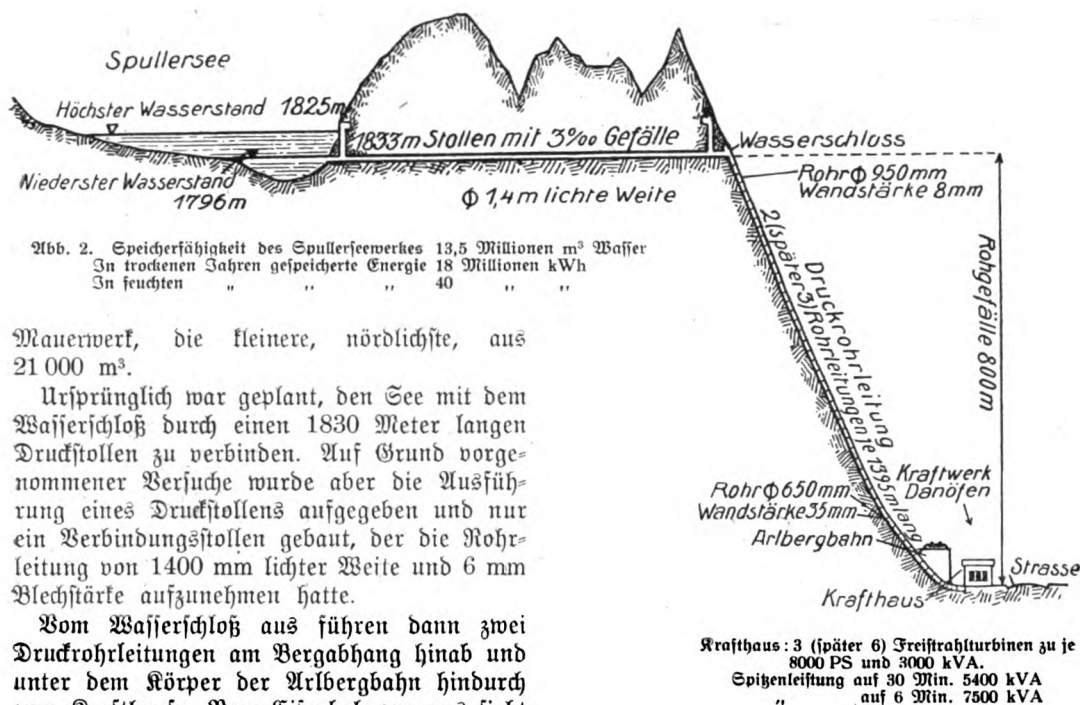 Spullersee
Höchster Wasserstand 1825m
1833m Stollen mit 3‰ Gefälle
Wasserschloss
Niederster Wasserstand
1796m
ϕ 1,4m lichte Weite
Rohr ϕ 950mm
Wandstärke 8mm
Druckrohrleitung
2(später 3) Rohrleitungen je 1395m lang
Rohgefälle 800m
Rohr ϕ 650mm
Wandstärke 35mm
Arlbergbahn
Kraftwerk
Danöfen
Strasse
Krafthaus
Abb. 2. Speicherfähigkeit des Spullerseewerkes 13,5 Millionen m³ Wasser
In trockenen Jahren gespeicherte Energie 18 Millionen kWh
In feuchten " " " 40 " "
Mauerwerk, die kleinere, nördlichste, aus
21 000 m³.
Ursprünglich war geplant, den See mit dem
Wasserschloß durch einen 1830 Meter langen
Druckstollen zu verbinden. Auf Grund vorge-
nommener Versuche wurde aber die Ausfüh-
rung eines Druckstollens aufgegeben und nur
ein Verbindungsstollen gebaut, der die Rohr-
leitung von 1400 mm lichter Weite und 6 mm
Blechstärke aufzunehmen hatte.
Vom Wasserschloß aus führen dann zwei
Druckrohrleitungen am Bergabhang hinab und
unter dem Körper der Arlbergbahn hindurch
Krafthaus: 3 (später 6) Freistrahlturbinen zu je
8000 PS und 3000 kVA.
Spitzenleistung auf 30 Min. 5400 kVA
" auf 6 Min. 7500 kVA